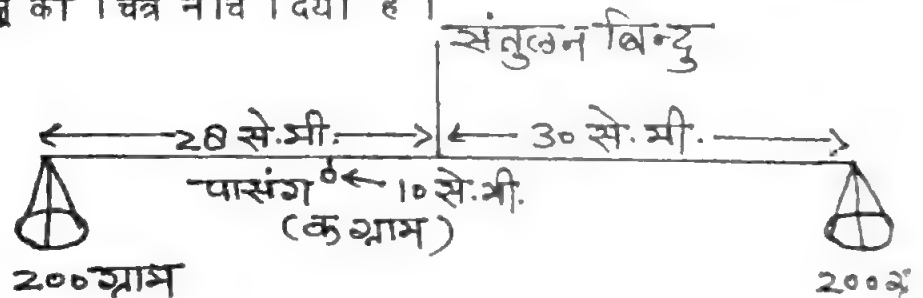 का चित्र नीचे दिया है ।
संतुलन बिन्दु
28 से.मी. 30 से.मी.
पासंग 10 से.मी.
(क ग्राम)
200 ग्राम 200